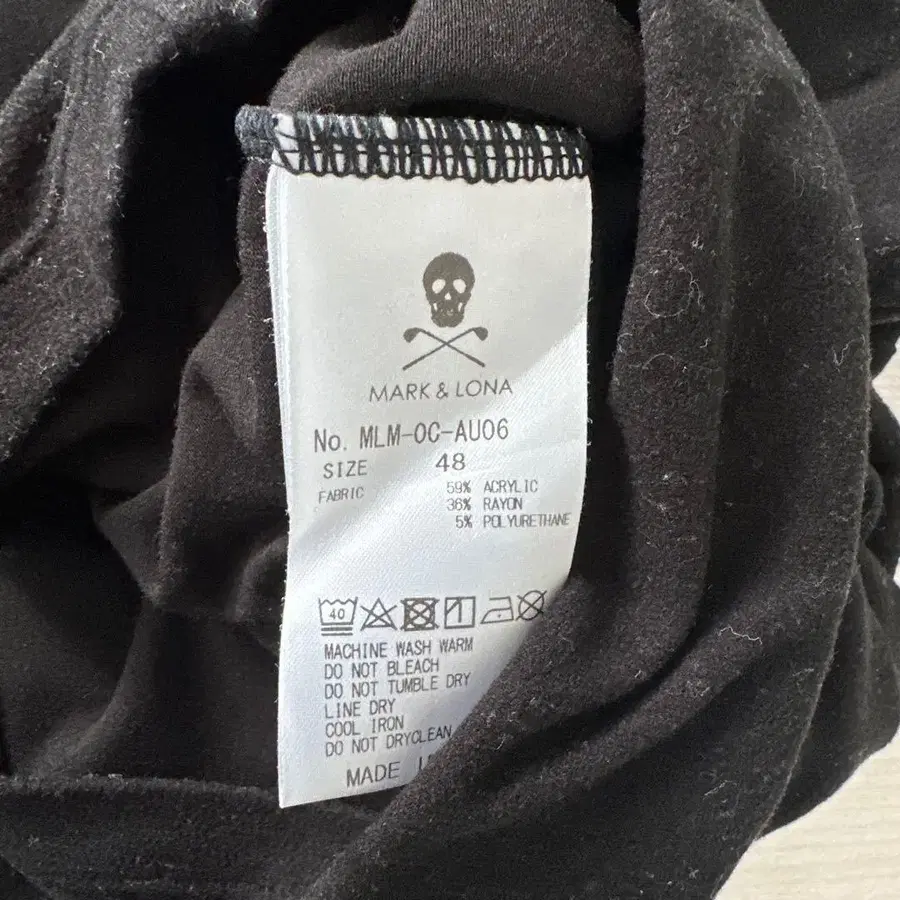 MARK & LONA
No. MLM-OC-AU06
SIZE 48
FABRIC 59% ACRYLIC
36% RAYON
5% POLYURETHANE
40
MACHINE WASH WARM
DO NOT BLEACH
DO NOT TUMBLE DRY
LINE DRY
COOL IRON
DO NOT DRYCLEAN
MADE